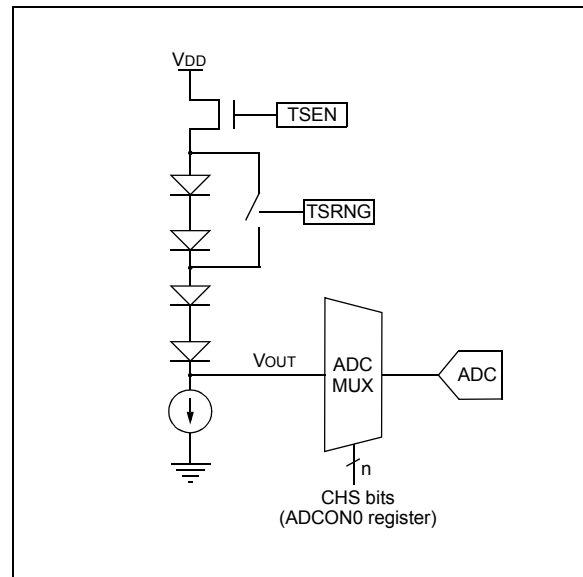 VDD
TSEN
TSRNG
VOUT
ADC
MUX
ADC
n
CHS bits
(ADCON0 register)